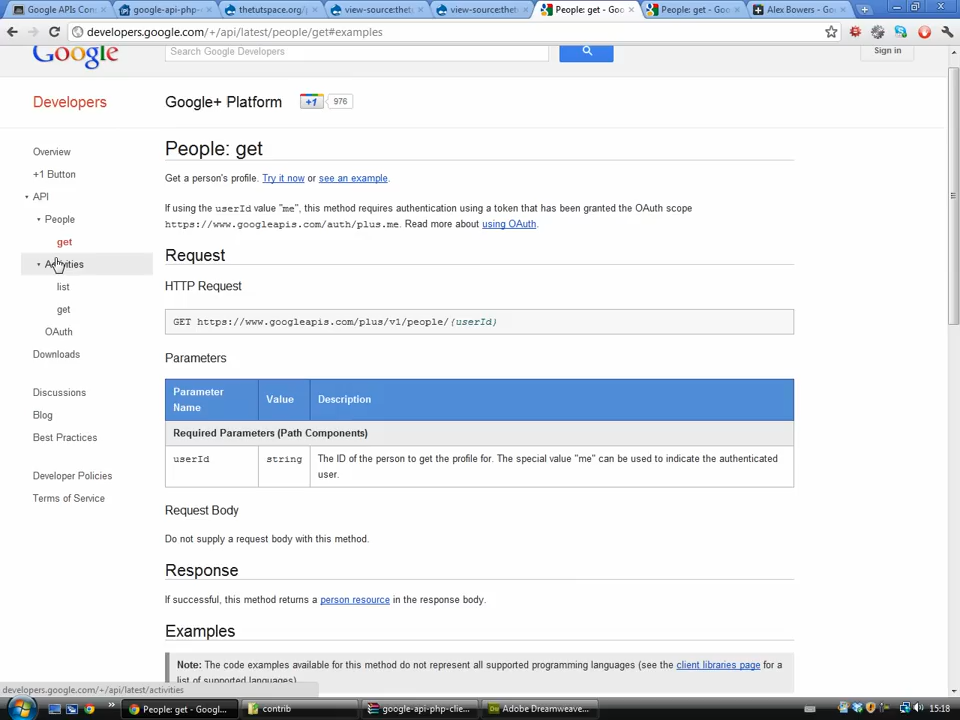 Google APIs Con
google-api-php-
thetutspace.org/
view-source:thet
view-source:thet
People: get - Goo
People: get - Goo
Alex Bowers - Go
developers.google.com/+/api/latest/people/get#examples
Google
Search Google Developers
Sign in
Developers
Google+ Platform
+1
976
Overview
+1 Button
API
People
get
Activities
list
get
OAuth
Downloads
Discussions
Blog
Best Practices
Developer Policies
Terms of Service
People: get
Get a person's profile. Try it now or see an example.
If using the userId value "me", this method requires authentication using a token that has been granted the OAuth scope
https://www.googleapis.com/auth/plus.me. Read more about using OAuth.
Request
HTTP Request
GET https://www.googleapis.com/plus/v1/people/{userId}
Parameters
Parameter
Name
Value
Description
Required Parameters (Path Components)
userId
string
The ID of the person to get the profile for. The special value "me" can be used to indicate the authenticated
user.
Request Body
Do not supply a request body with this method.
Response
If successful, this method returns a person resource in the response body.
Examples
Note: The code examples available for this method do not represent all supported programming languages (see the client libraries page for a
list of supported languages).
developers.google.com/+/api/latest/activities
People: get - Googl...
contrib
google-api-php-clie...
Adobe Dreamweave...
15:18